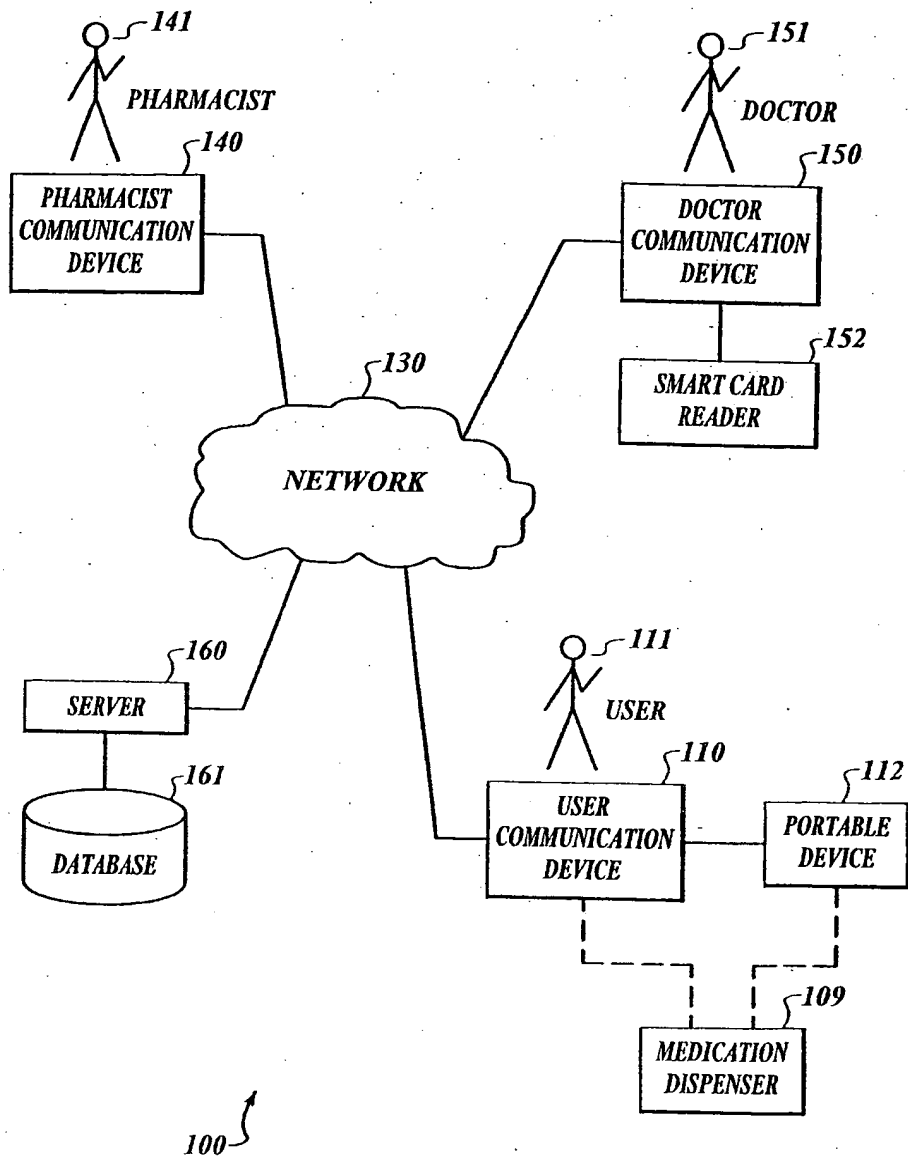 141
PHARMACIST
140
PHARMACIST
COMMUNICATION
DEVICE
151
DOCTOR
150
DOCTOR
COMMUNICATION
DEVICE
152
SMART CARD
READER
130
NETWORK
160
SERVER
161
DATABASE
111
USER
110
USER
COMMUNICATION
DEVICE
112
PORTABLE
DEVICE
109
MEDICATION
DISPENSER
100